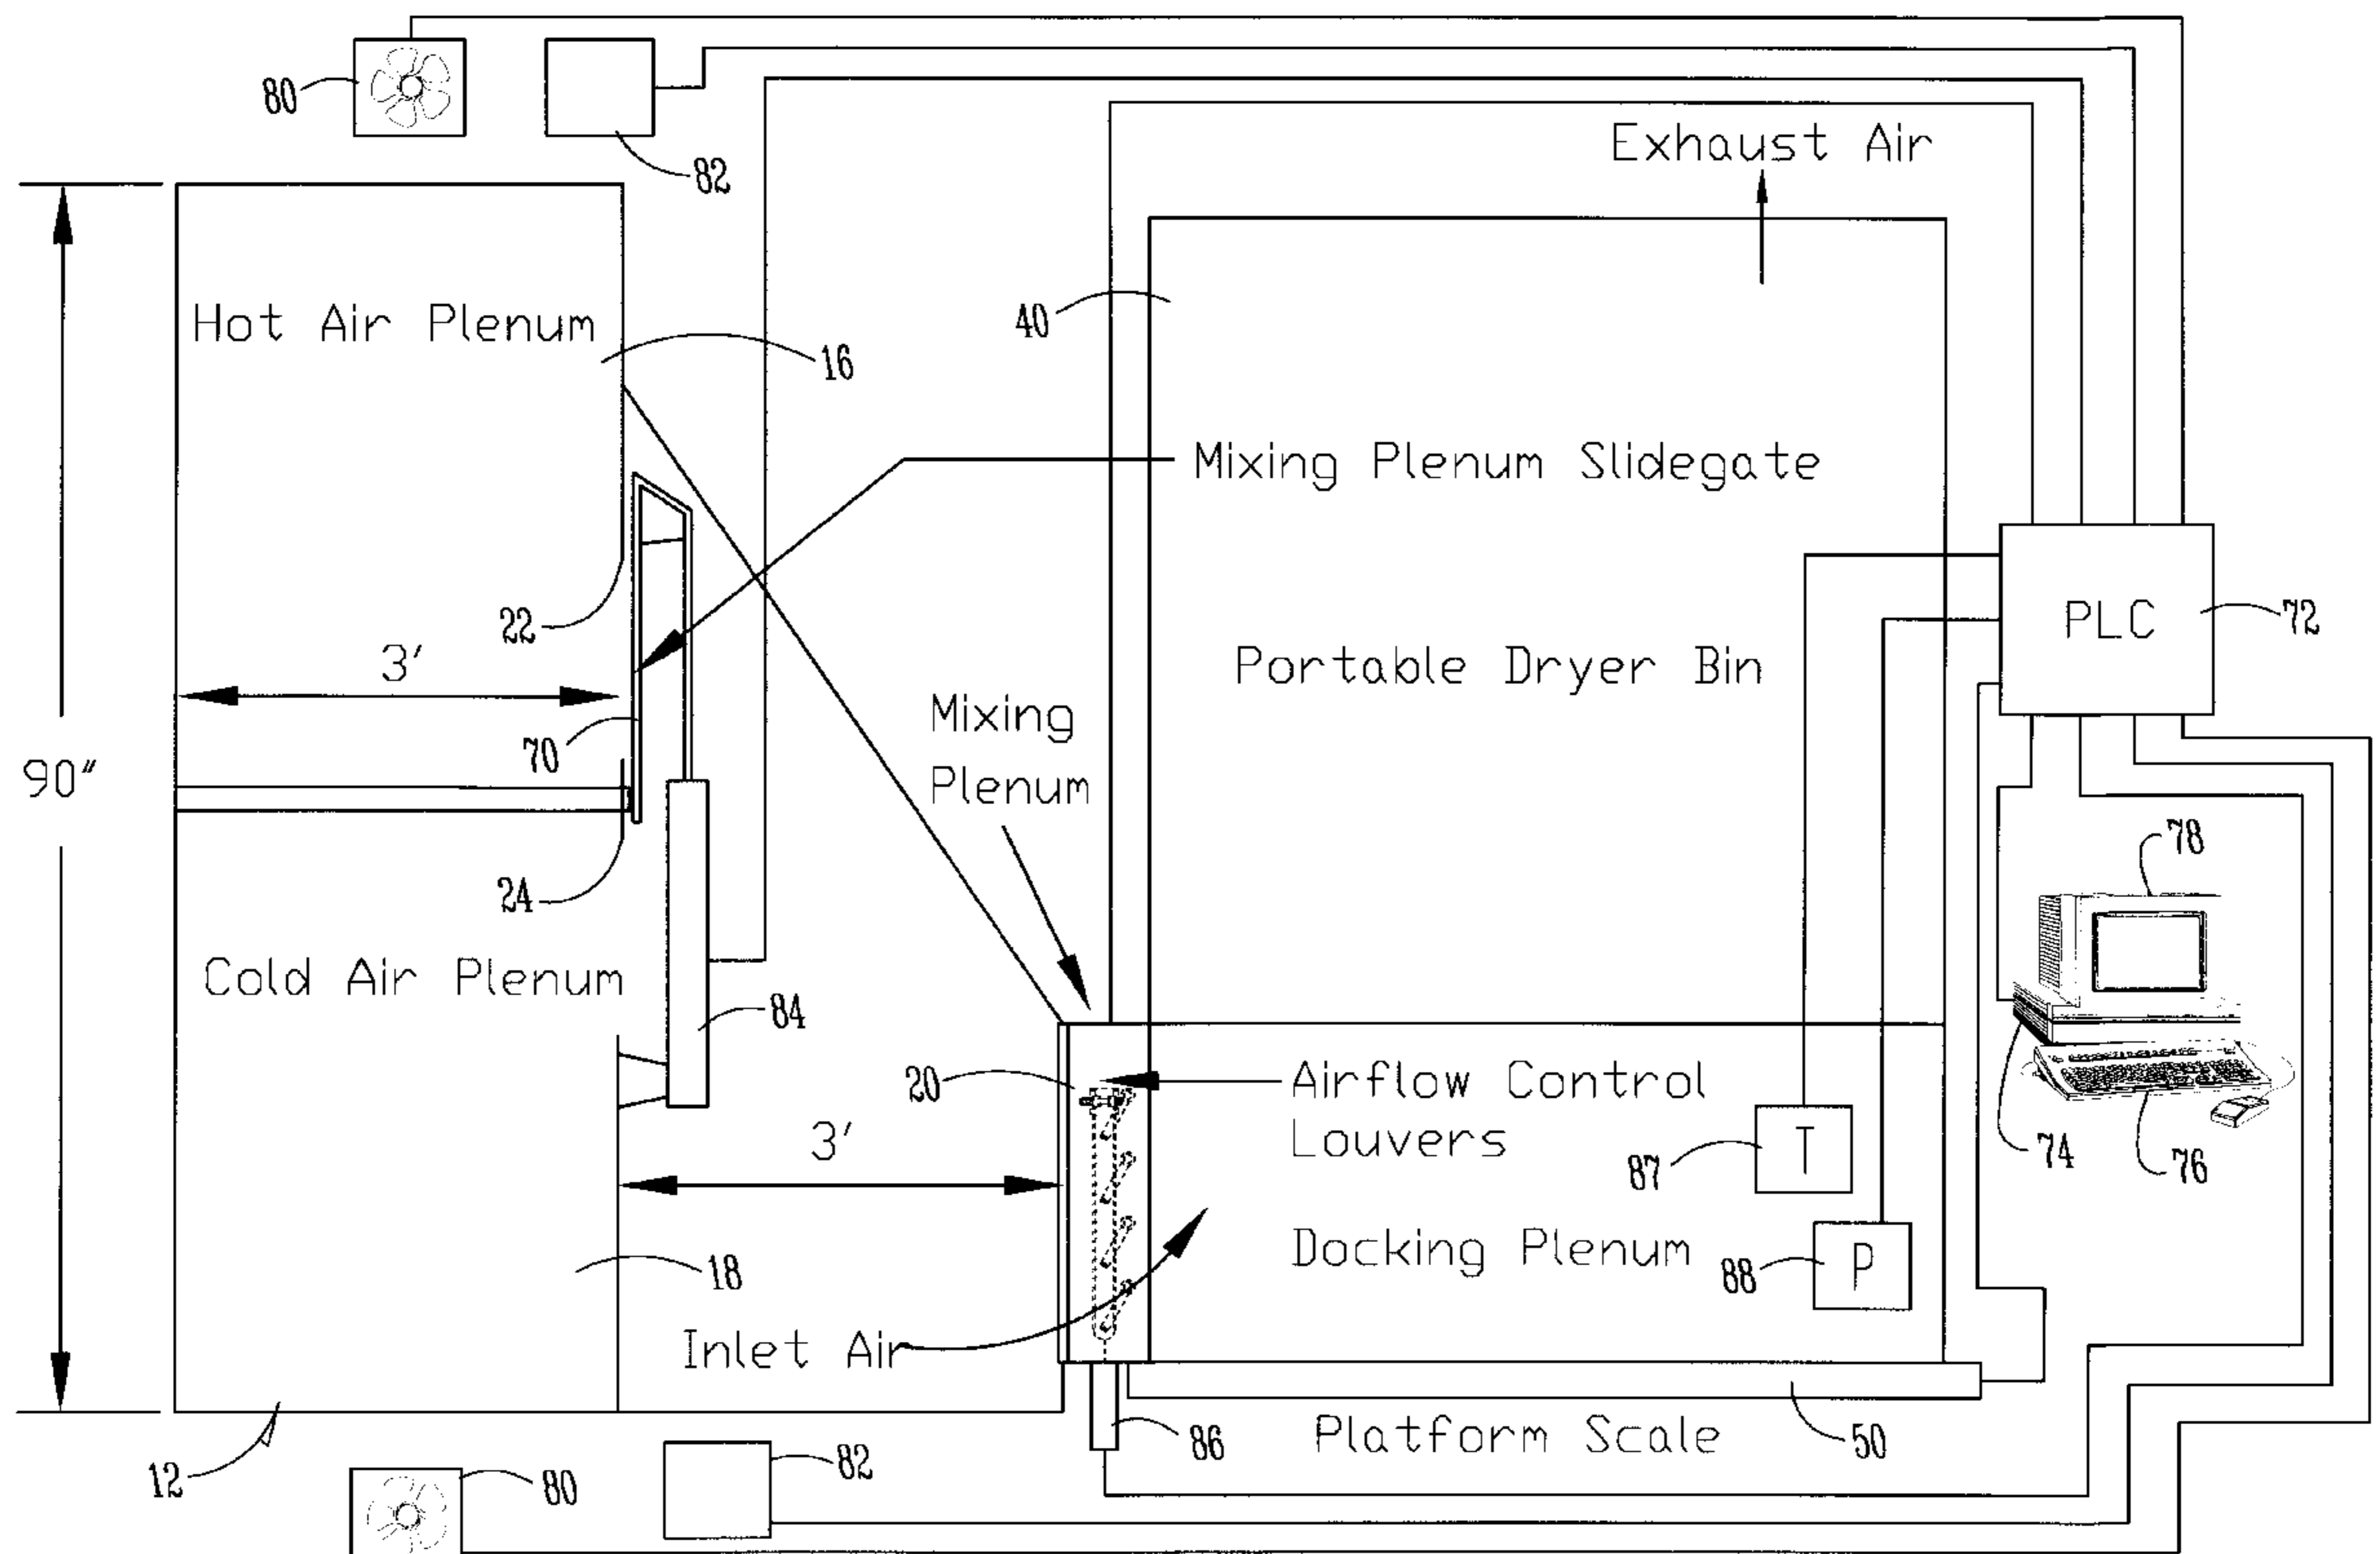 80
82
Exhaust Air
Hot Air Plenum
16
40
Mixing Plenum Slidegate
22
PLC
72
3'
Portable Dryer Bin
Mixing
Plenum
70
90"
24
78
Cold Air Plenum
84
20
Airflow Control
Louvers
T
87
74
76
3'
Docking Plenum
P
88
18
Inlet Air
12
86
Platform Scale
50
80
82